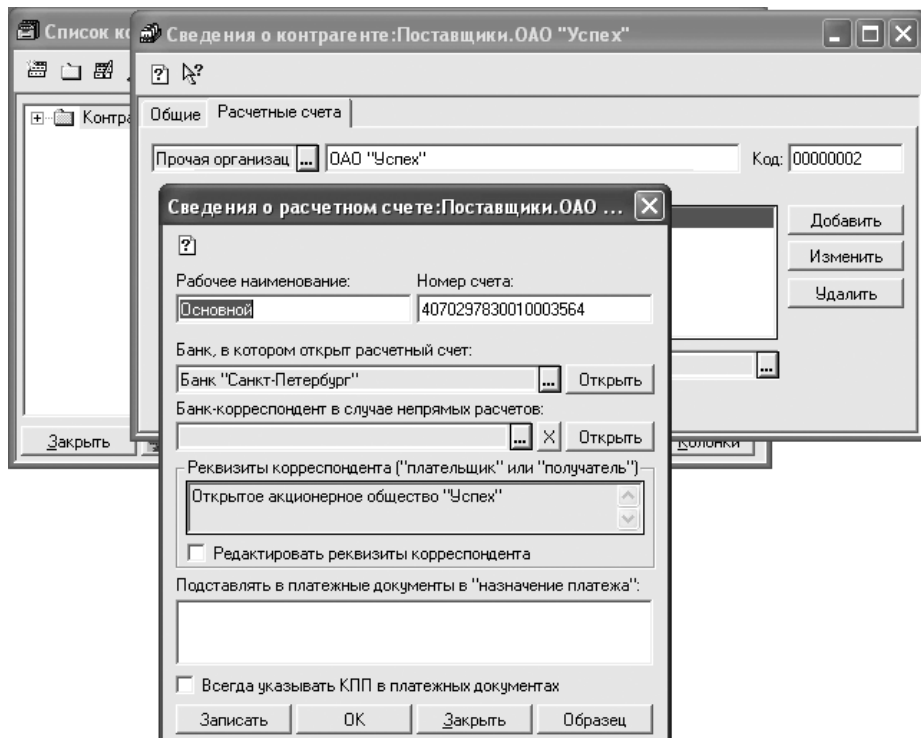 Список ко
Сведения о контрагенте:Поставщики.ОАО "Успех"
Контра
Общие
Расчетные счета
Прочая организац ... ОАО "Успех" Код: 00000002
Добавить
Изменить
Удалить
...
Закрыть
Колонки
Сведения о расчетном счете:Поставщики.ОАО ...
Рабочее наименование: Номер счета:
Основной 4070297830010003564
Банк, в котором открыт расчетный счет:
Банк "Санкт-Петербург" ... Открыть
Банк-корреспондент в случае непрямых расчетов:
... X Открыть
Реквизиты корреспондента ("плательщик" или "получатель")
Открытое акционерное общество "Успех"
Редактировать реквизиты корреспондента
Подставлять в платежные документы в "назначение платежа":
Всегда указывать КПП в платежных документах
Записать OK Закрыть Образец